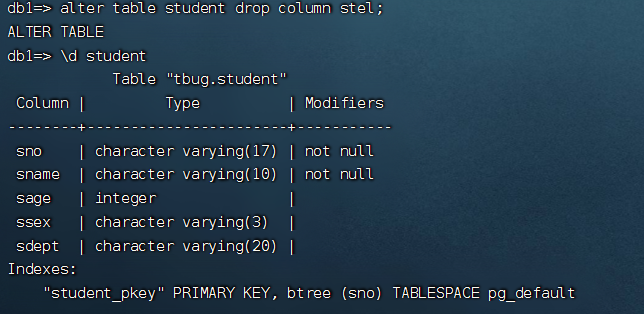 db1=> alter table student drop column stel;
ALTER TABLE
db1=> \d student
Table "tbug.student"
Column | Type | Modifiers
--------+-----------------------+-----------
sno | character varying(17) | not null
sname | character varying(10) | not null
sage | integer |
ssex | character varying(3) |
sdept | character varying(20) |
Indexes:
"student_pkey" PRIMARY KEY, btree (sno) TABLESPACE pg_default